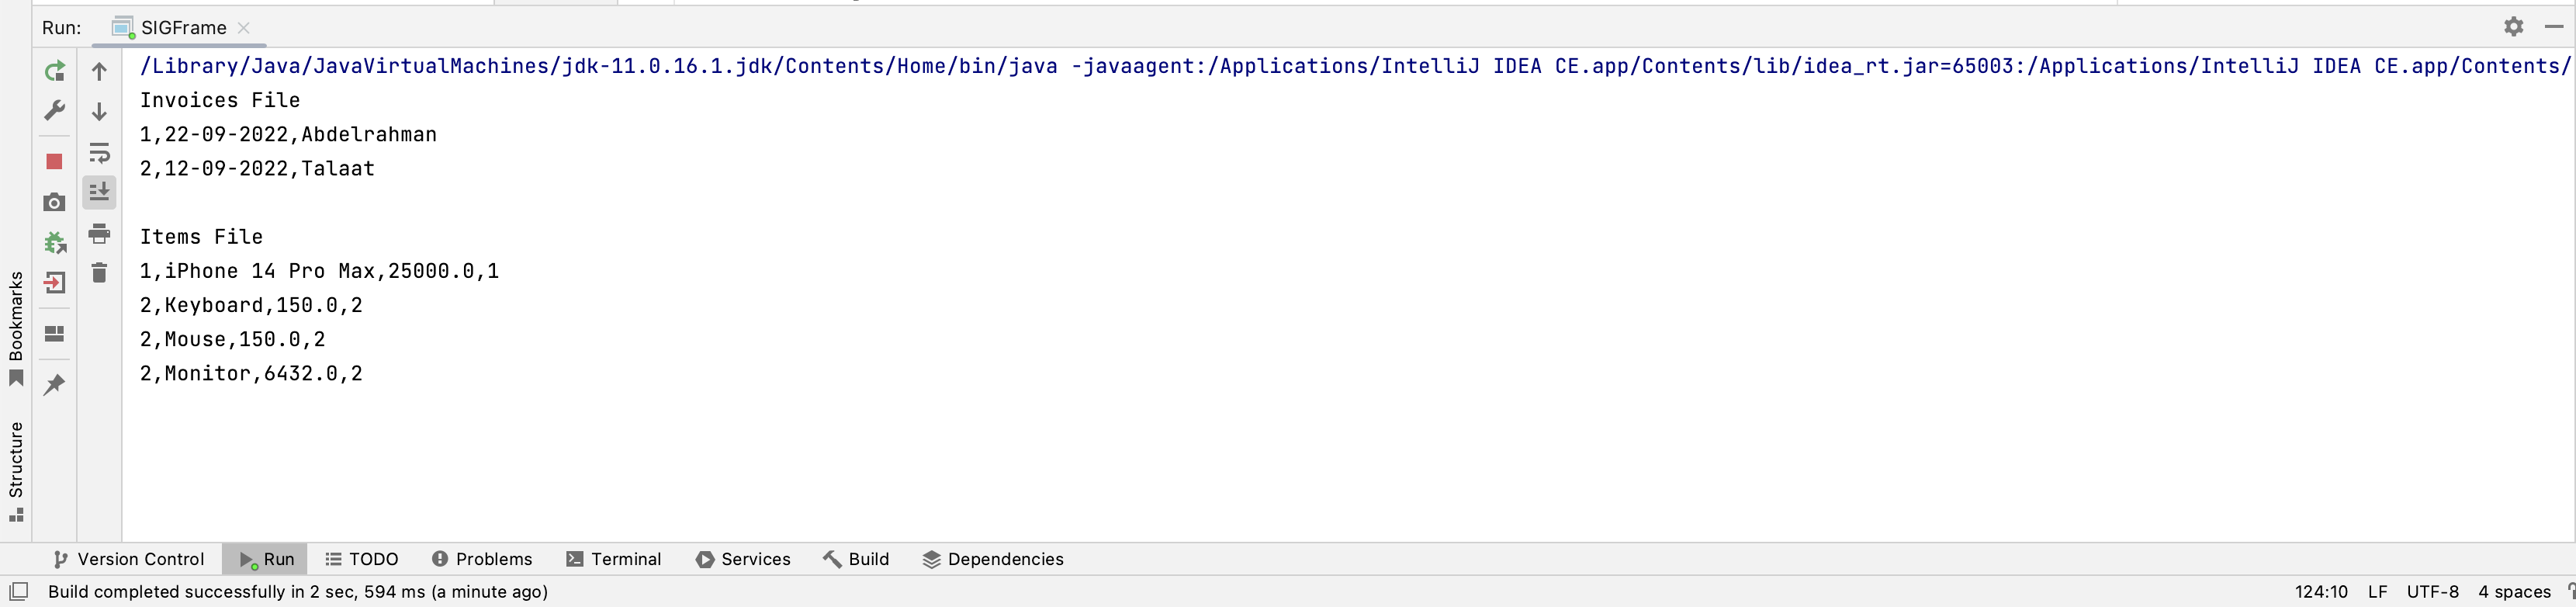 Run: SIGFrame
/Library/Java/JavaVirtualMachines/jdk-11.0.16.1.jdk/Contents/Home/bin/java -javaagent:/Applications/IntelliJ IDEA CE.app/Contents/lib/idea_rt.jar=65003:/Applications/IntelliJ IDEA CE.app/Contents/
Invoices File
1,22-09-2022,Abdelrahman
2,12-09-2022,Talaat
Items File
1,iPhone 14 Pro Max,25000.0,1
2,Keyboard,150.0,2
2,Mouse,150.0,2
2,Monitor,6432.0,2
Bookmarks
Structure
Version Control Run TODO Problems Terminal Services Build Dependencies
Build completed successfully in 2 sec, 594 ms (a minute ago) 124:10 LF UTF-8 4 spaces